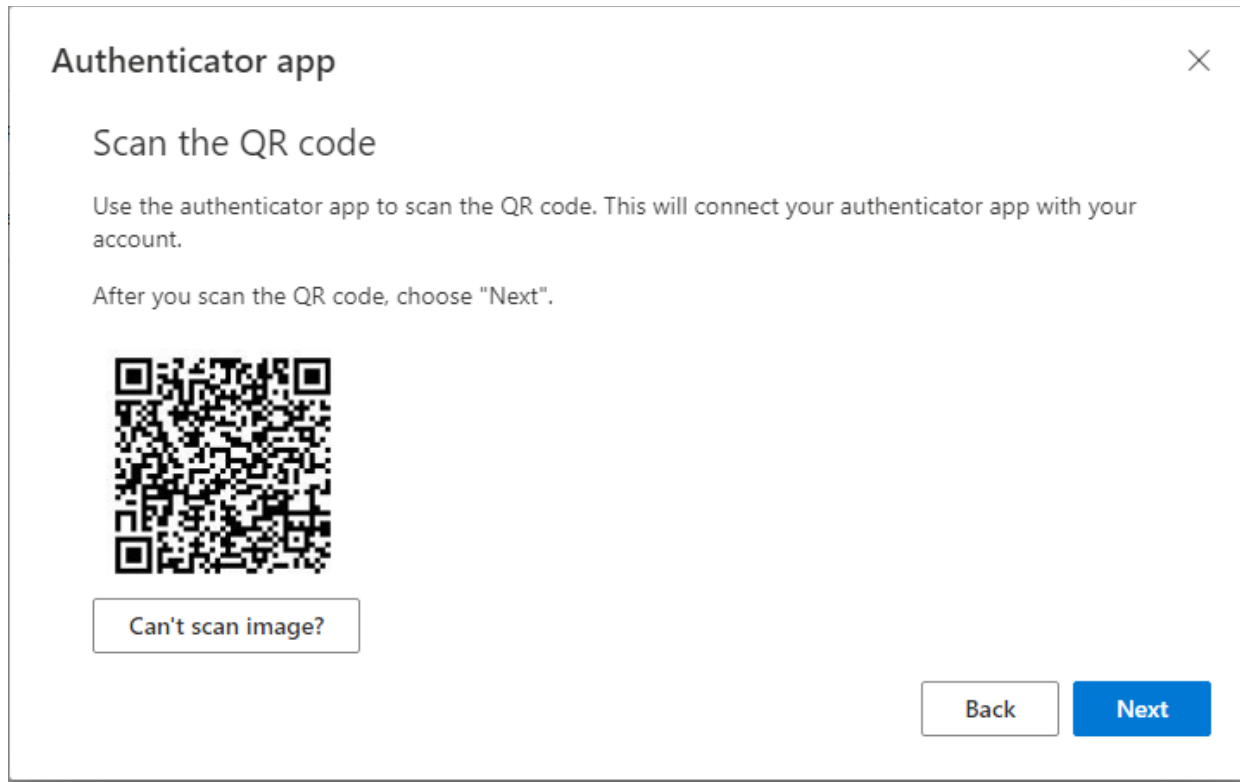 Authenticator app
Scan the QR code
Use the authenticator app to scan the QR code. This will connect your authenticator app with your
account.
After you scan the QR code, choose "Next".
Can't scan image?
Back
Next